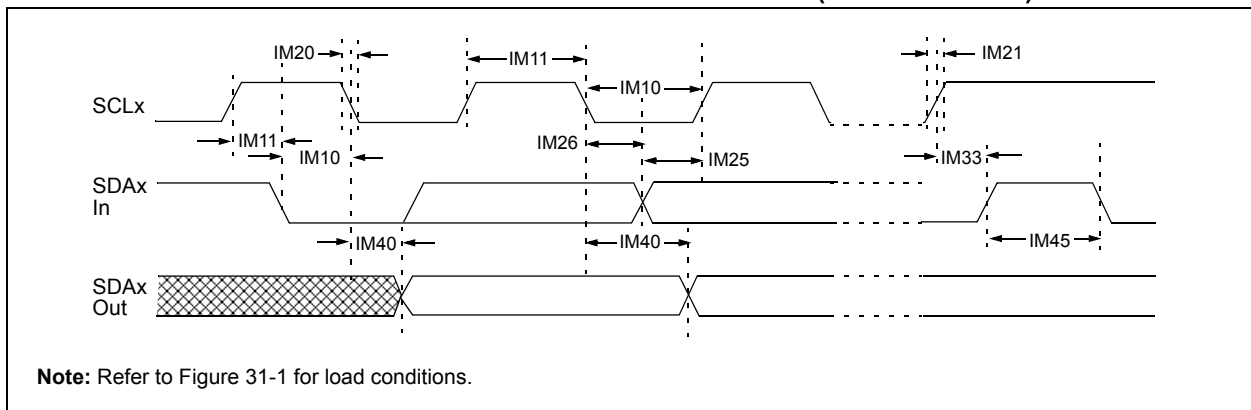 IM20
IM11
IM21
SCLx
IM10
IM11
IM10
IM26
IM25
IM33
SDAx
In
IM40
IM40
IM45
SDAx
Out
Note: Refer to Figure 31-1 for load conditions.